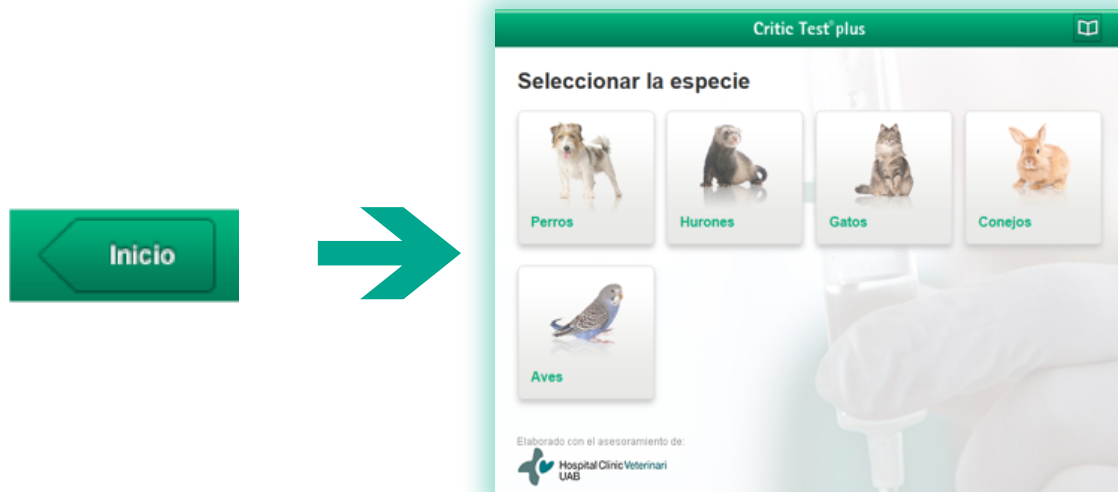 Inicio
Critic Test® plus
Seleccionar la especie
Perros
Hurones
Gatos
Conejos
Aves
Elaborado con el asesoramiento de:
Hospital Clínic Veterinari
UAB